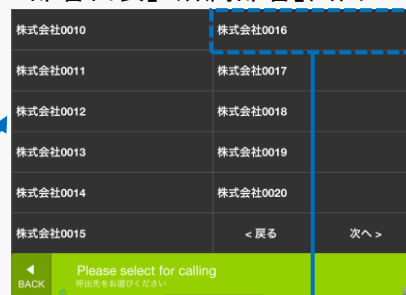 株式会社0010
株式会社0016
株式会社0011
株式会社0017
株式会社0012
株式会社0018
株式会社0013
株式会社0019
株式会社0014
株式会社0020
株式会社0015
< 戻る
次へ >
BACK
Please select for calling
呼出先をお選びください